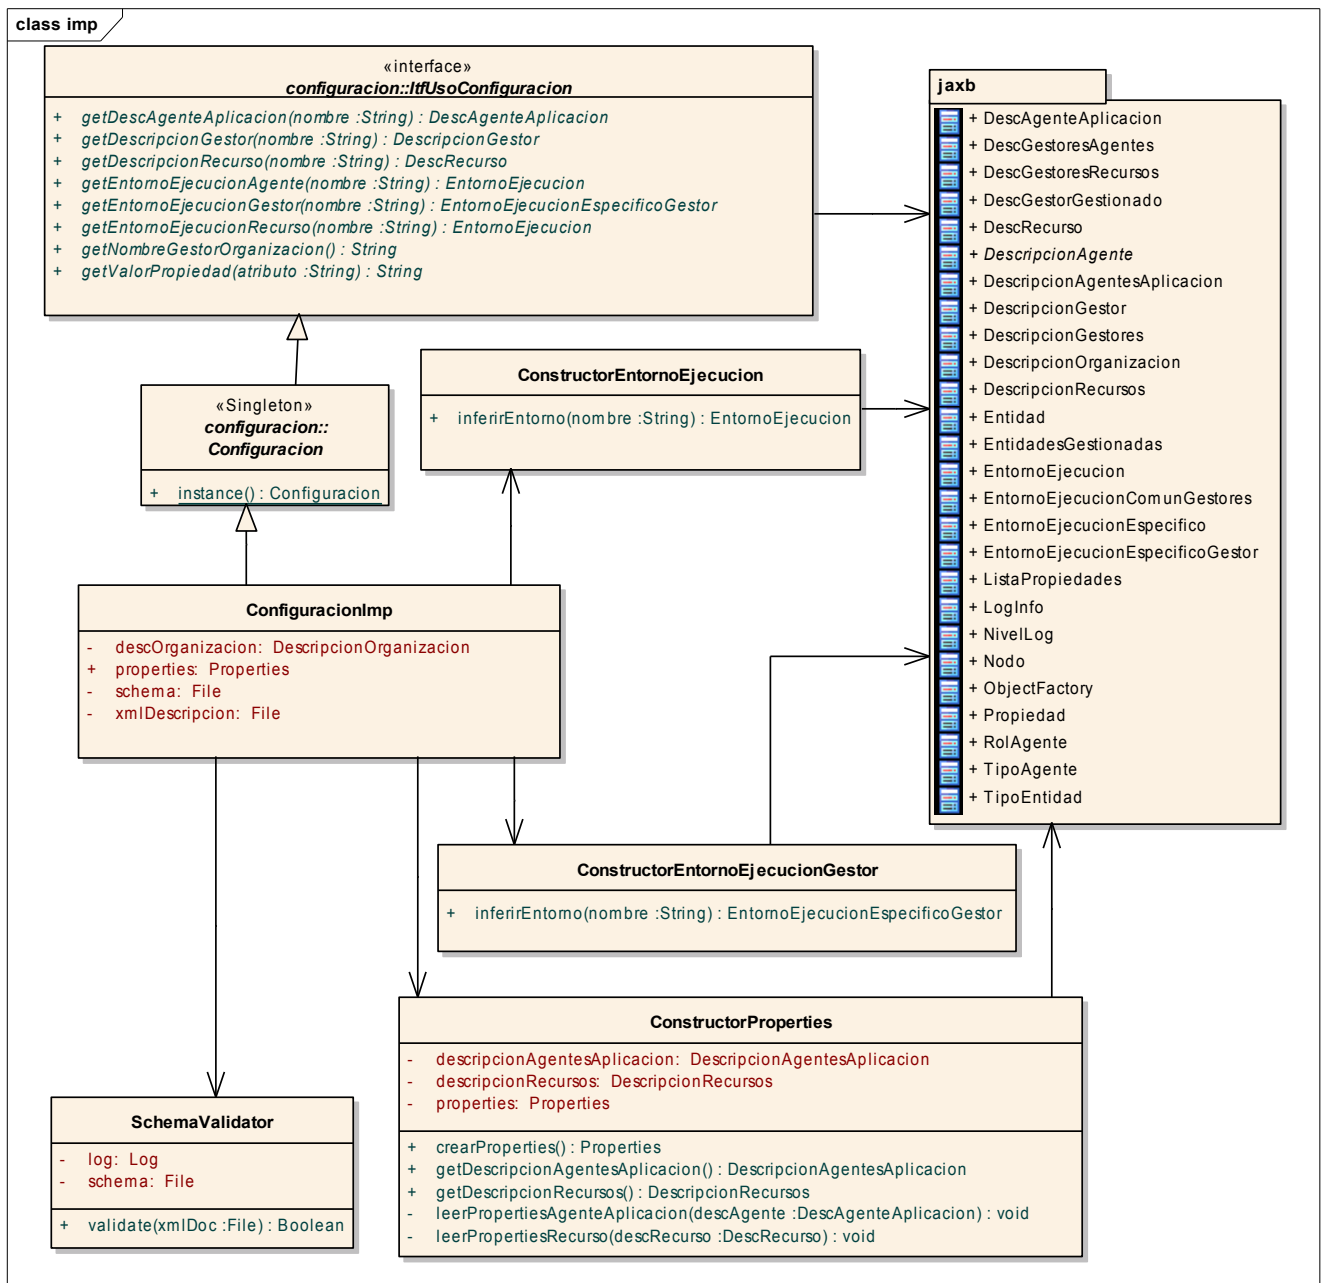 class imp
«interface»
configuracion::ItfUsoConfiguracion
+ getDescAgenteAplicacion(nombre :String) : DescAgenteAplicacion
+ getDescripcionGestor(nombre :String) : DescripcionGestor
+ getDescripcionRecurso(nombre :String) : DescRecurso
+ getEntornoEjecucionAgente(nombre :String) : EntornoEjecucion
+ getEntornoEjecucionGestor(nombre :String) : EntornoEjecucionEspecificoGestor
+ getEntornoEjecucionRecurso(nombre :String) : EntornoEjecucion
+ getNombreGestorOrganizacion() : String
+ getValorPropiedad(atributo :String) : String
jaxb
+ DescAgenteAplicacion
+ DescGestoresAgentes
+ DescGestoresRecursos
+ DescGestorGestionado
+ DescRecurso
+ DescripcionAgente
+ DescripcionAgentesAplicacion
+ DescripcionGestor
+ DescripcionGestores
+ DescripcionOrganizacion
+ DescripcionRecursos
+ Entidad
+ EntidadesGestionadas
+ EntornoEjecucion
+ EntornoEjecucionComunGestores
+ EntornoEjecucionEspecifico
+ EntornoEjecucionEspecificoGestor
+ ListaPropiedades
+ LogInfo
+ NivelLog
+ Nodo
+ ObjectFactory
+ Propiedad
+ RolAgente
+ TipoAgente
+ TipoEntidad
ConstructorEntornoEjecucion
+ inferirEntorno(nombre :String) : EntornoEjecucion
«Singleton»
configuracion::
Configuracion
+ instance() : Configuracion
ConfiguracionImp
- descOrganizacion: DescripcionOrganizacion
+ properties: Properties
- schema: File
- xmlDescripcion: File
ConstructorEntornoEjecucionGestor
+ inferirEntorno(nombre :String) : EntornoEjecucionEspecificoGestor
ConstructorProperties
- descripcionAgentesAplicacion: DescripcionAgentesAplicacion
- descripcionRecursos: DescripcionRecursos
- properties: Properties
+ crearProperties() : Properties
+ getDescripcionAgentesAplicacion() : DescripcionAgentesAplicacion
+ getDescripcionRecursos() : DescripcionRecursos
- leerPropertiesAgenteAplicacion(descAgente :DescAgenteAplicacion) : void
- leerPropertiesRecurso(descRecurso :DescRecurso) : void
SchemaValidator
- log: Log
- schema: File
+ validate(xmlDoc :File) : Boolean